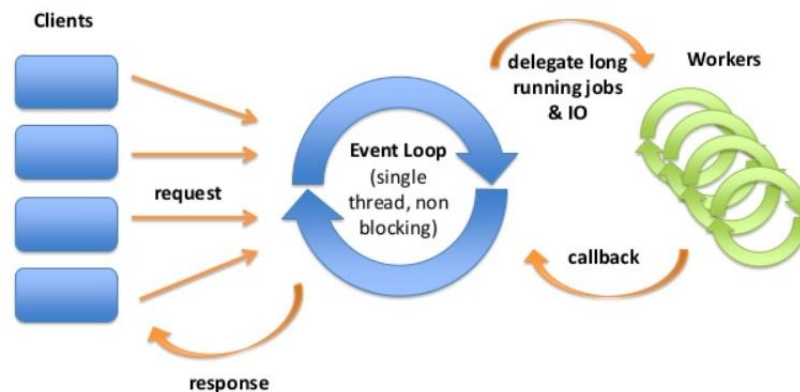 Clients
request
response
Event Loop
(single
thread, non
blocking)
delegate long
running jobs
& IO
callback
Workers